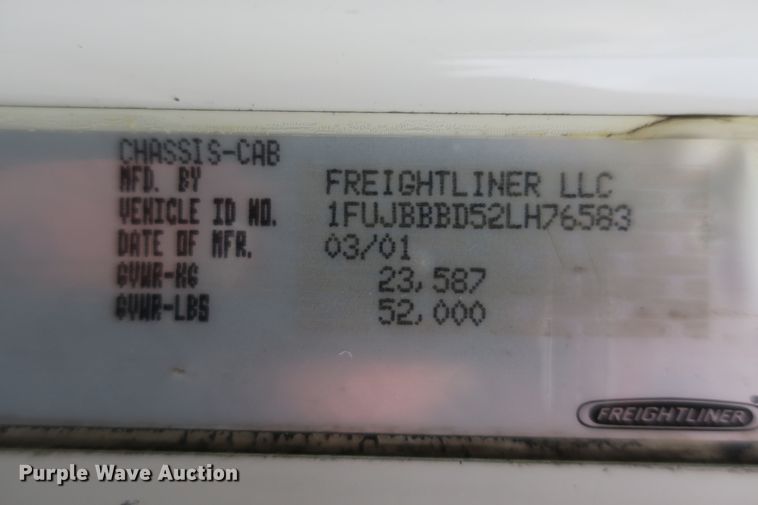 CHASSIS-CAB
MFD. BY FREIGHTLINER LLC
VEHICLE ID NO. 1FUJBBBD52LH76583
DATE OF MFR. 03/01
GVWR-KG 23,587
GVWR-LBS 52,000
FREIGHTLINER
Purple Wave Auction